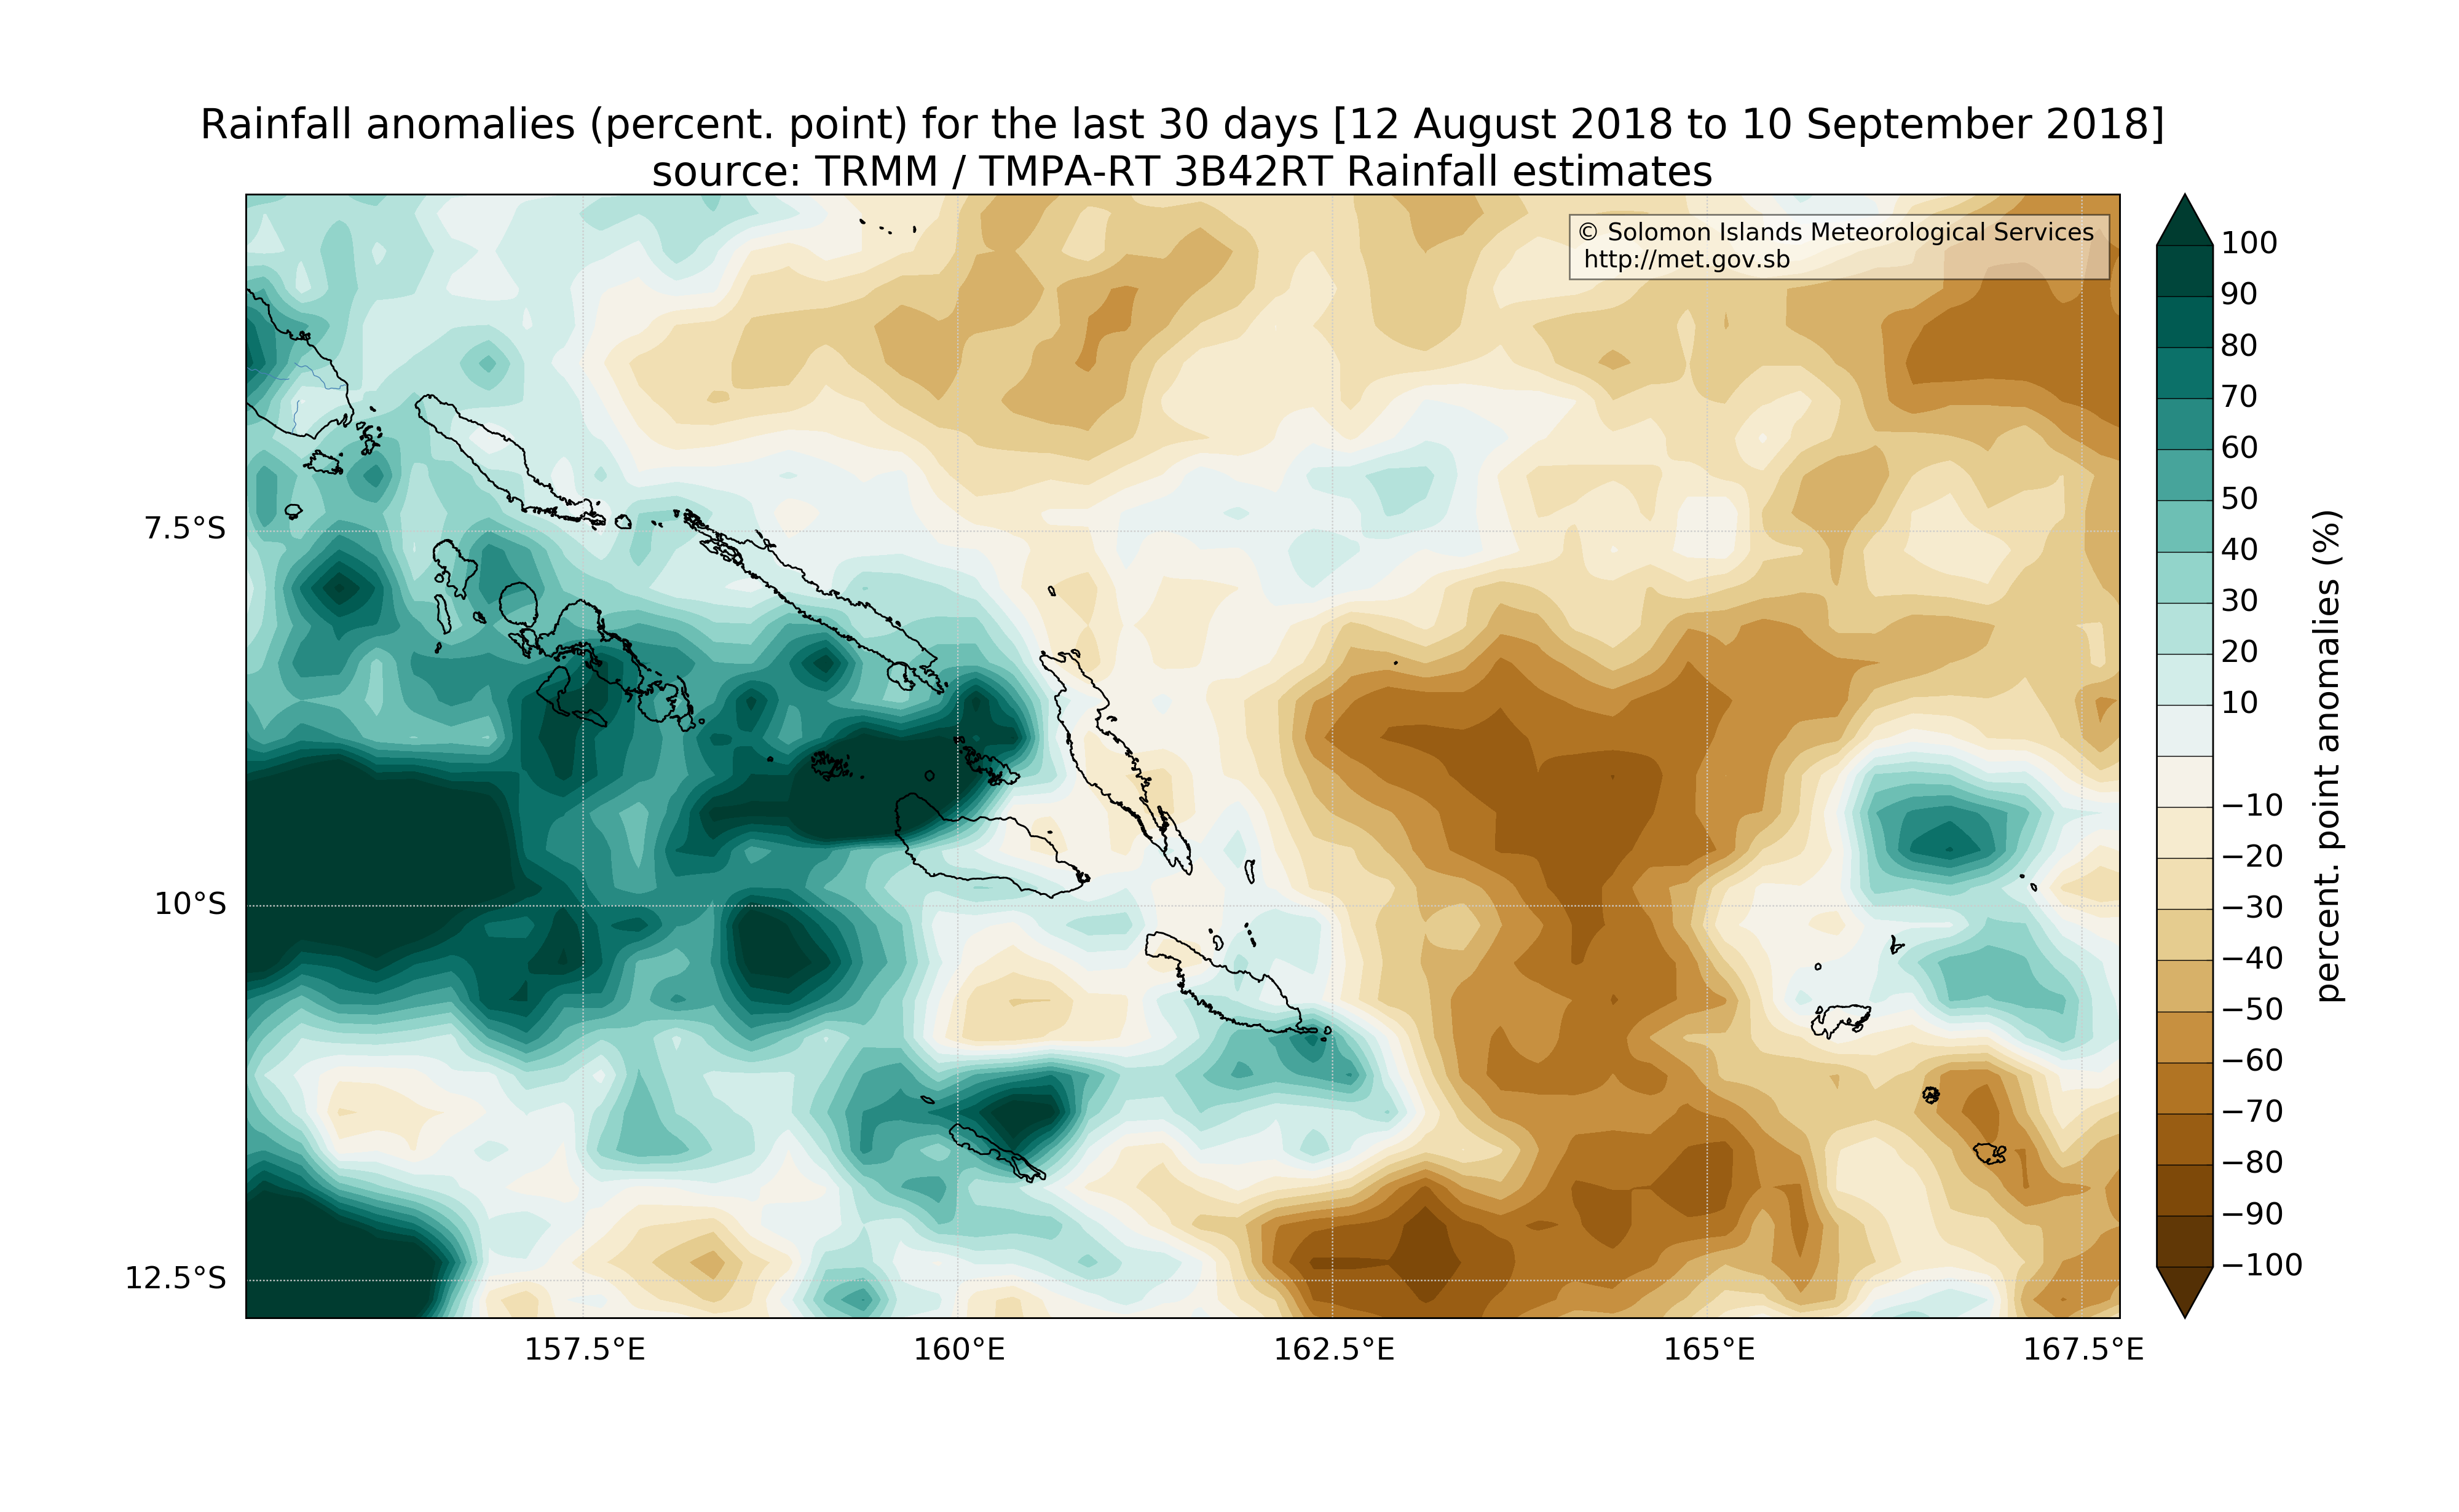 Rainfall anomalies (percent. point) for the last 30 days [12 August 2018 to 10 September 2018]
source: TRMM / TMPA-RT 3B42RT Rainfall estimates
© Solomon Islands Meteorological Services
http://met.gov.sb
7.5°S
10°S
12.5°S
157.5°E
160°E
162.5°E
165°E
167.5°E
100
90
80
70
60
50
40
30
20
10
−10
−20
−30
−40
−50
−60
−70
−80
−90
−100
percent. point anomalies (%)